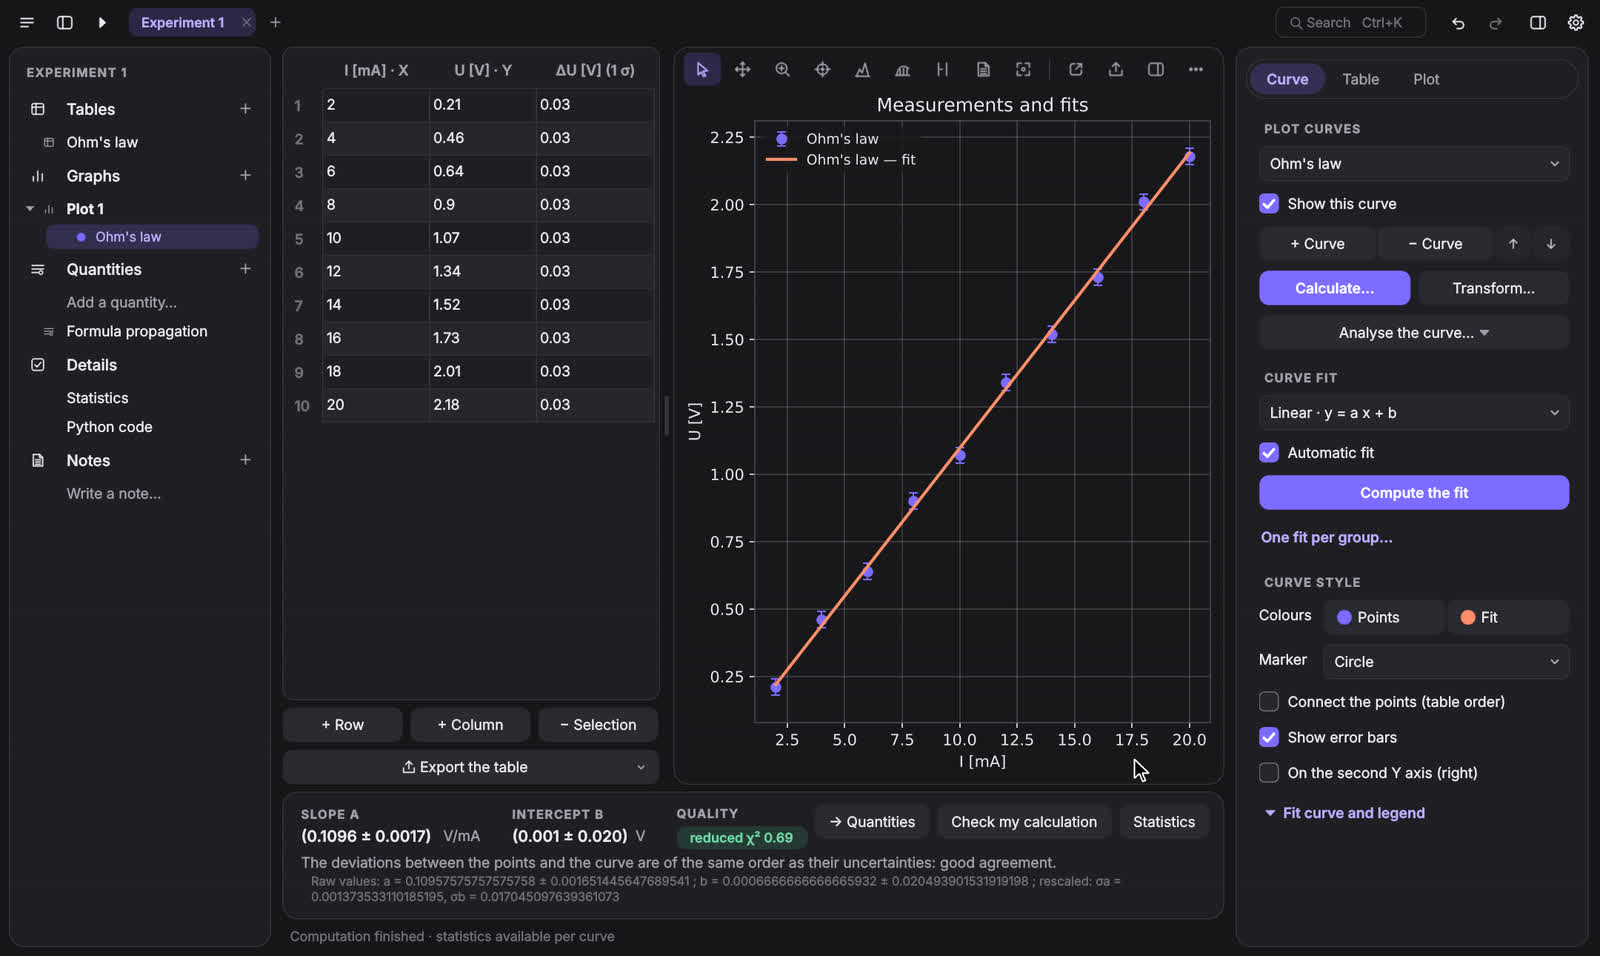 Experiment 1
Search Ctrl+K
EXPERIMENT 1
Tables
Ohm's law
Graphs
Plot 1
Ohm's law
Quantities
Add a quantity...
Formula propagation
Details
Statistics
Python code
Notes
Write a note...
I [mA] · X U [V] · Y ΔU [V] (1 σ)
1 2 0.21 0.03
2 4 0.46 0.03
3 6 0.64 0.03
4 8 0.9 0.03
5 10 1.07 0.03
6 12 1.34 0.03
7 14 1.52 0.03
8 16 1.73 0.03
9 18 2.01 0.03
10 20 2.18 0.03
+ Row + Column − Selection
Export the table
Measurements and fits
Ohm's law
Ohm's law — fit
2.25
2.00
1.75
1.50
1.25
1.00
0.75
0.50
0.25
U [V]
2.5 5.0 7.5 10.0 12.5 15.0 17.5 20.0
I [mA]
SLOPE A INTERCEPT B QUALITY
(0.1096 ± 0.0017) V/mA (0.001 ± 0.020) V reduced χ² 0.69
→ Quantities Check my calculation Statistics
The deviations between the points and the curve are of the same order as their uncertainties: good agreement.
Raw values: a = 0.10957575757575758 ± 0.001651445647689541 ; b = 0.0006666666666665932 ± 0.020493901531919198 ; rescaled: σa =
0.001373533110185195, σb = 0.017045097639361073
Computation finished · statistics available per curve
Curve Table Plot
PLOT CURVES
Ohm's law
Show this curve
+ Curve − Curve ↑ ↓
Calculate... Transform...
Analyse the curve...
CURVE FIT
Linear · y = a x + b
Automatic fit
Compute the fit
One fit per group...
CURVE STYLE
Colours Points Fit
Marker Circle
Connect the points (table order)
Show error bars
On the second Y axis (right)
Fit curve and legend